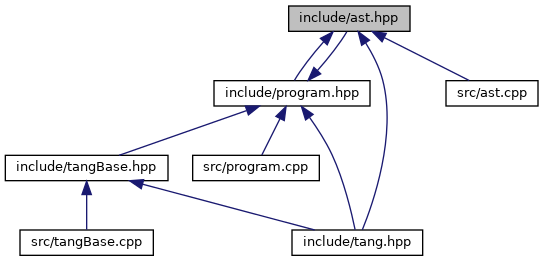 include/ast.hpp
include/program.hpp
src/ast.cpp
include/tangBase.hpp
src/program.cpp
src/tangBase.cpp
include/tang.hpp